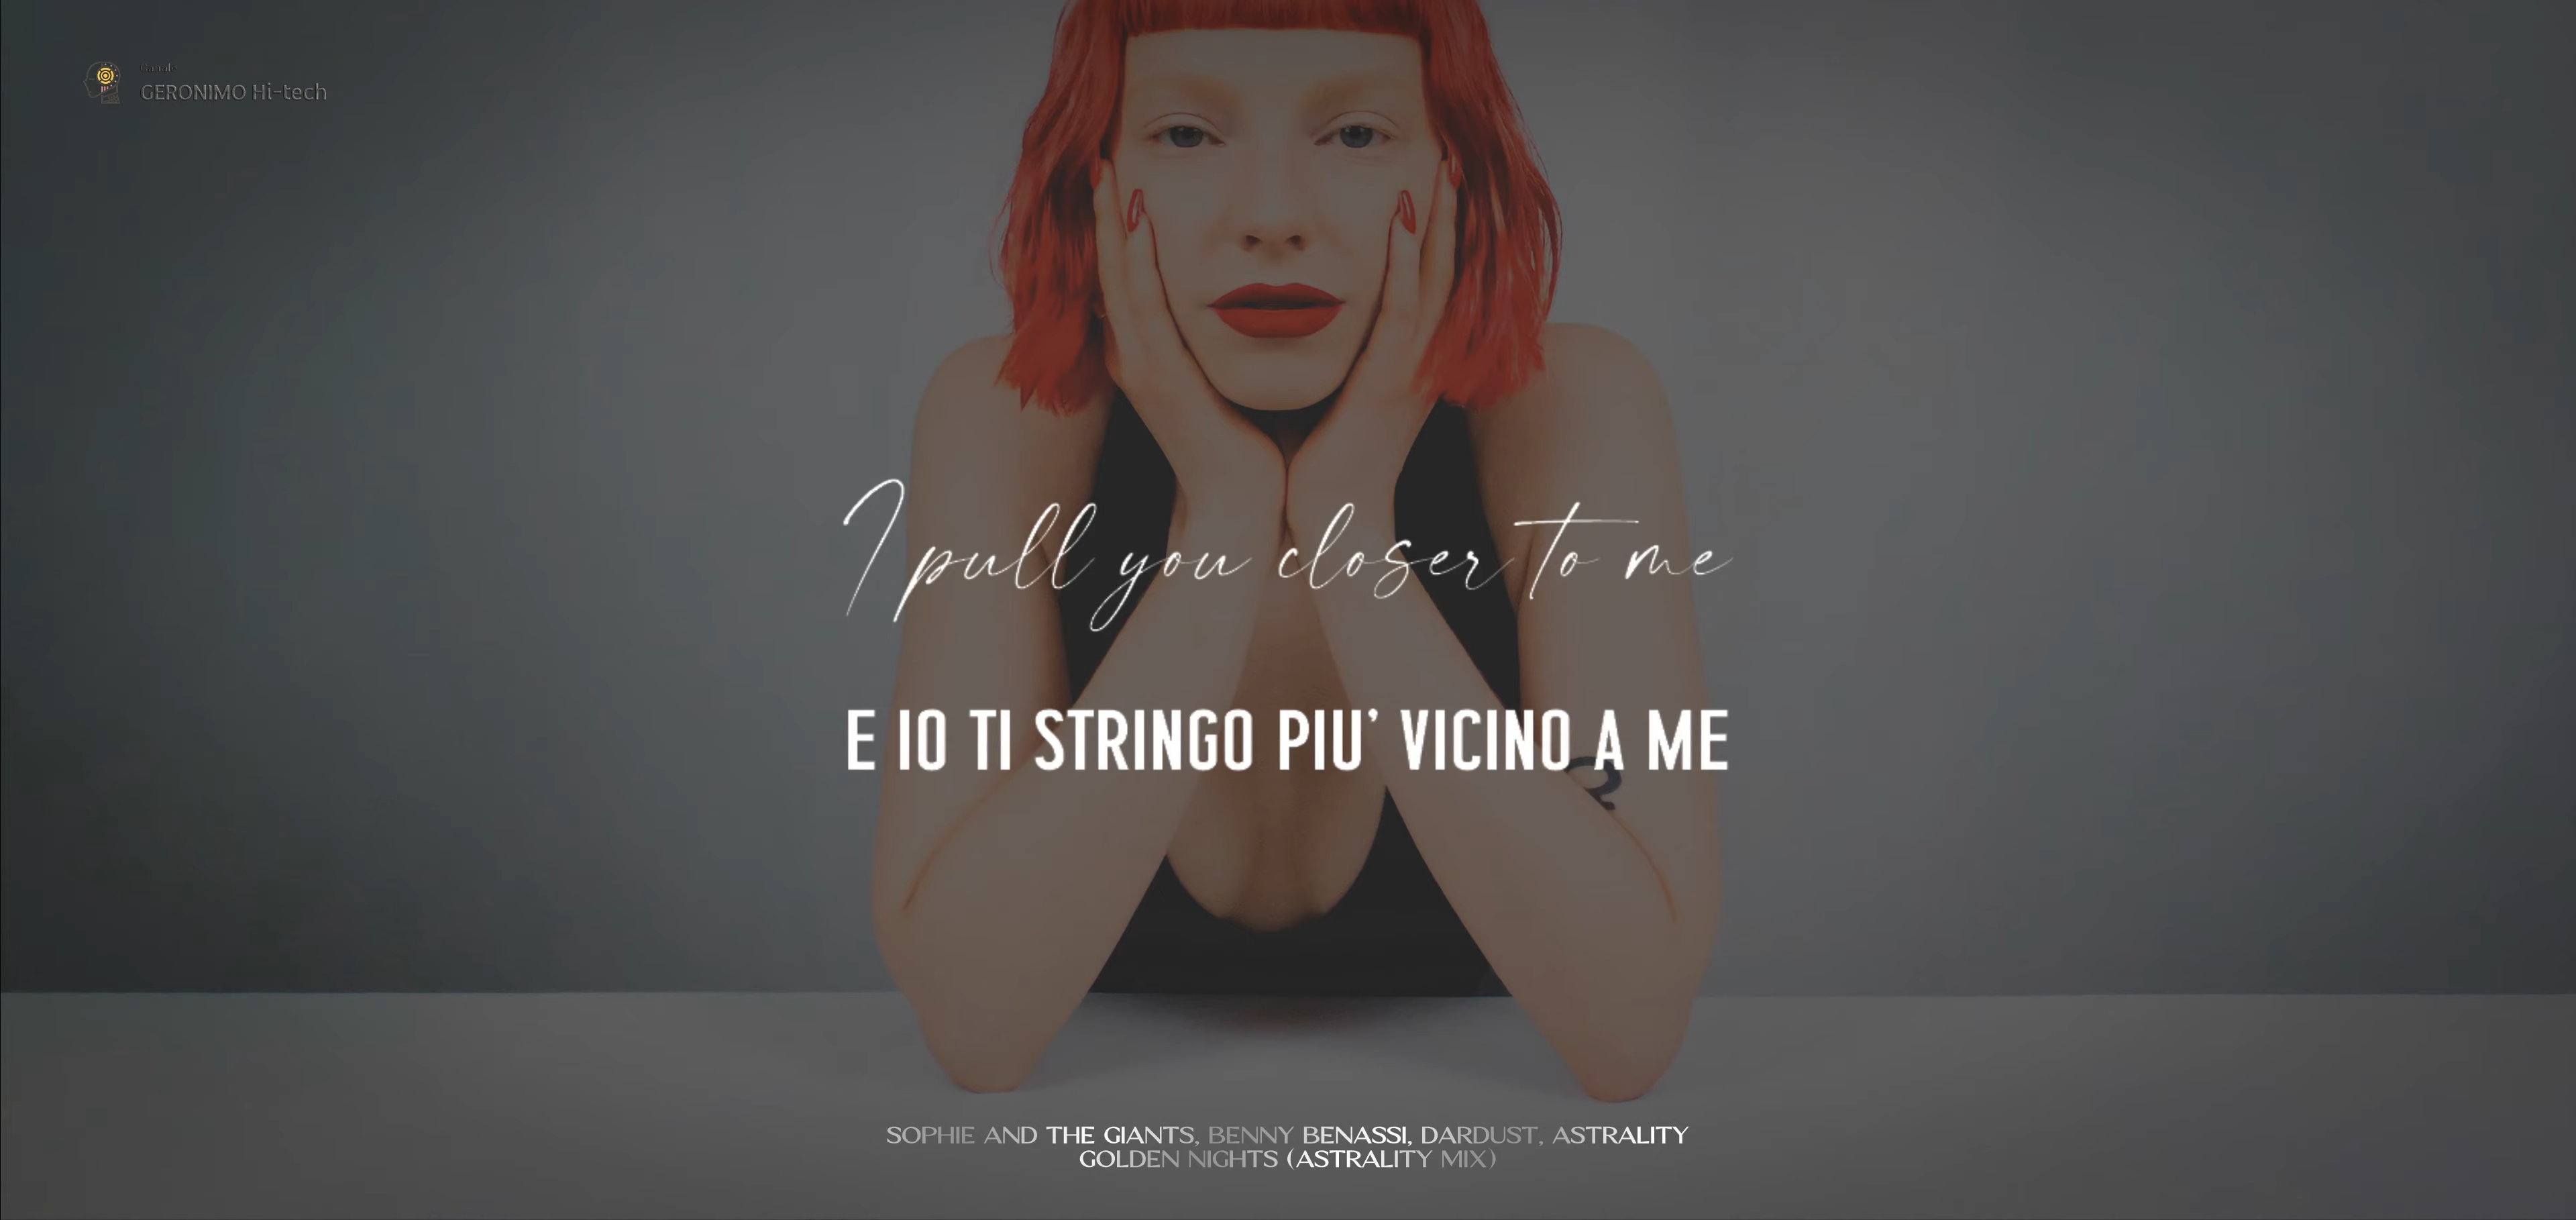 Canale
GERONIMO Hi-tech
I pull you closer to me
E IO TI STRINGO PIU’ VICINO A ME
SOPHIE AND THE GIANTS, BENNY BENASSI, DARDUST, ASTRALITY
GOLDEN NIGHTS (ASTRALITY MIX)